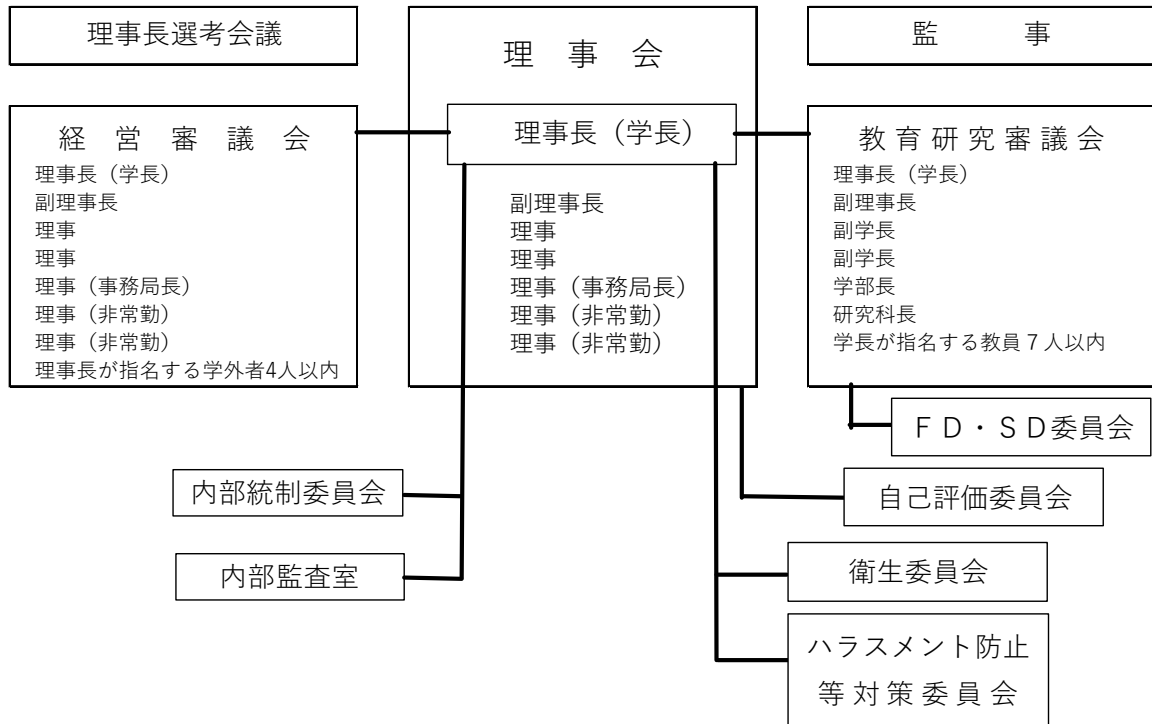 理事長選考会議
理　事　会
監　　事
理事長（学長）
経　営　審　議　会
理事長（学長）
副理事長
理事
理事
理事（事務局長）
理事（非常勤）
理事（非常勤）
理事長が指名する学外者4人以内
副理事長
理事
理事
理事（事務局長）
理事（非常勤）
理事（非常勤）
教育研究審議会
理事長（学長）
副理事長
副学長
副学長
学部長
研究科長
学長が指名する教員７人以内
ＦＤ・ＳＤ委員会
内部統制委員会
自己評価委員会
内部監査室
衛生委員会
ハラスメント防止
等対策委員会